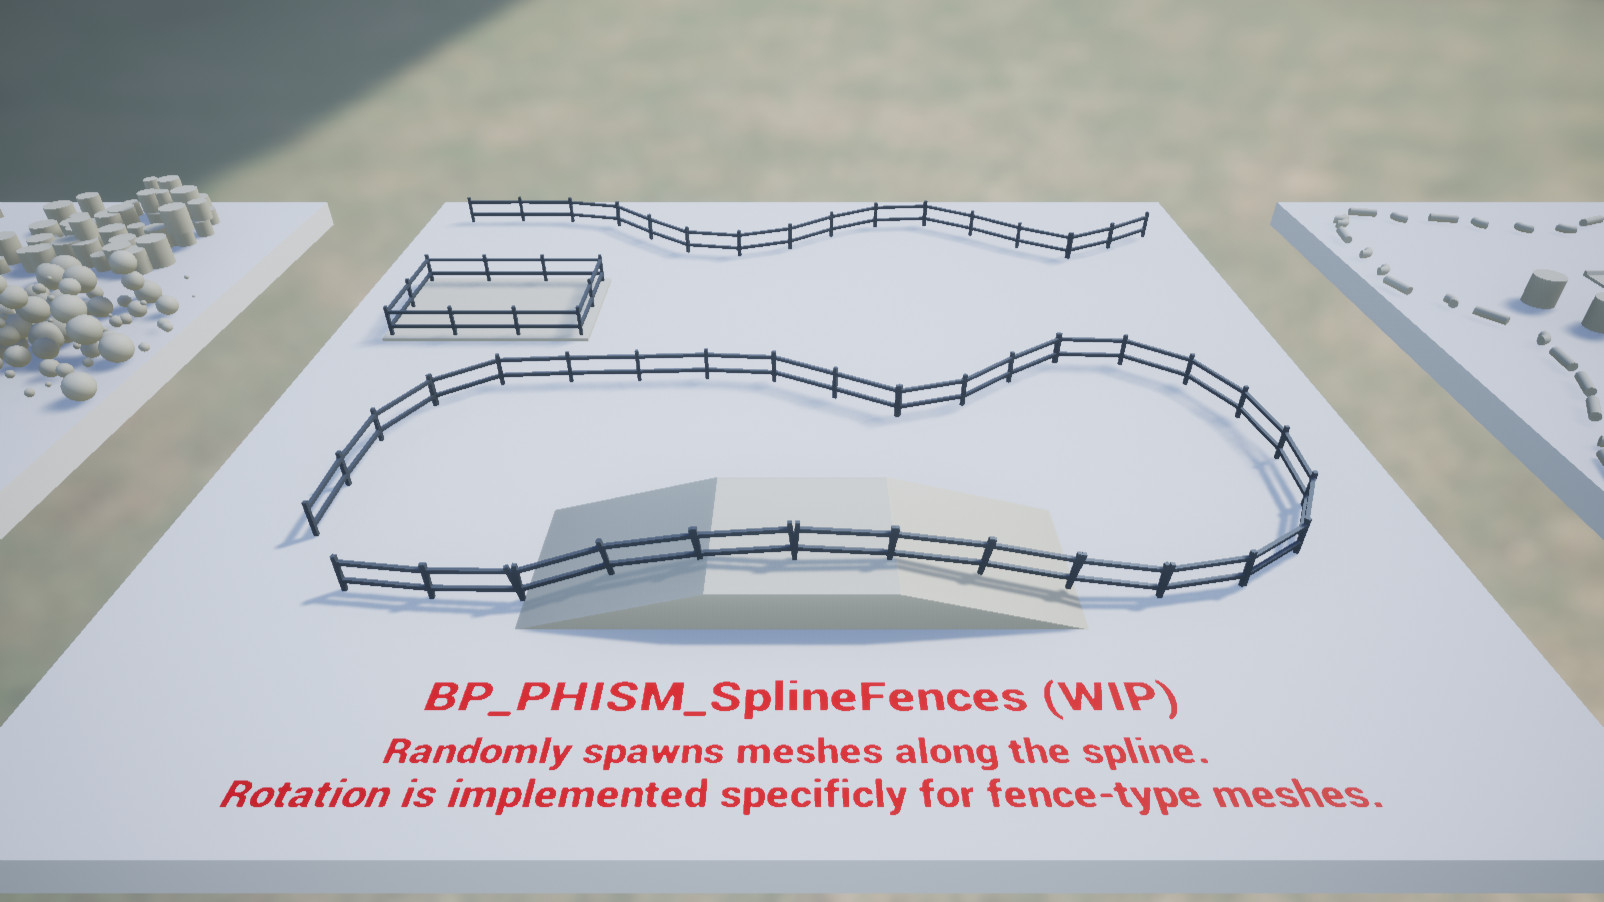 BP_PHISM_SplineFences (WIP)
Randomly spawns meshes along the spline.
Rotation is implemented specificly for fence-type meshes.